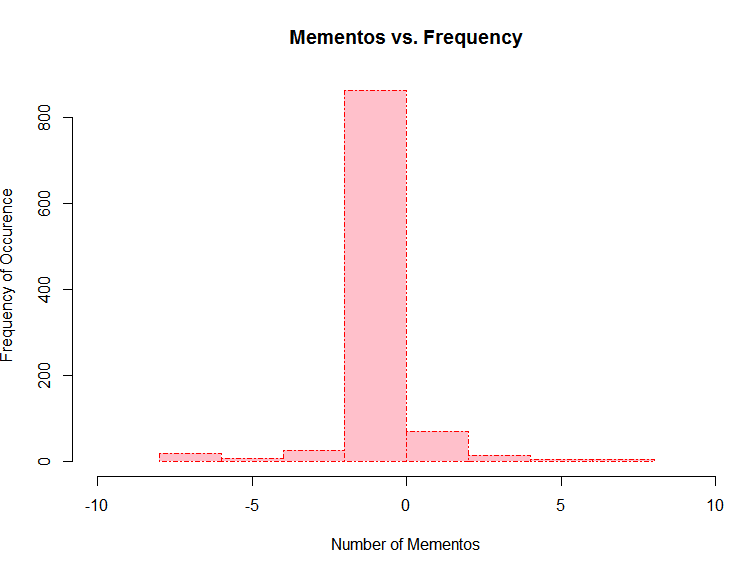 Mementos vs. Frequency
Frequency of Occurence
800
600
400
200
0
-10 -5 0 5 10
Number of Mementos